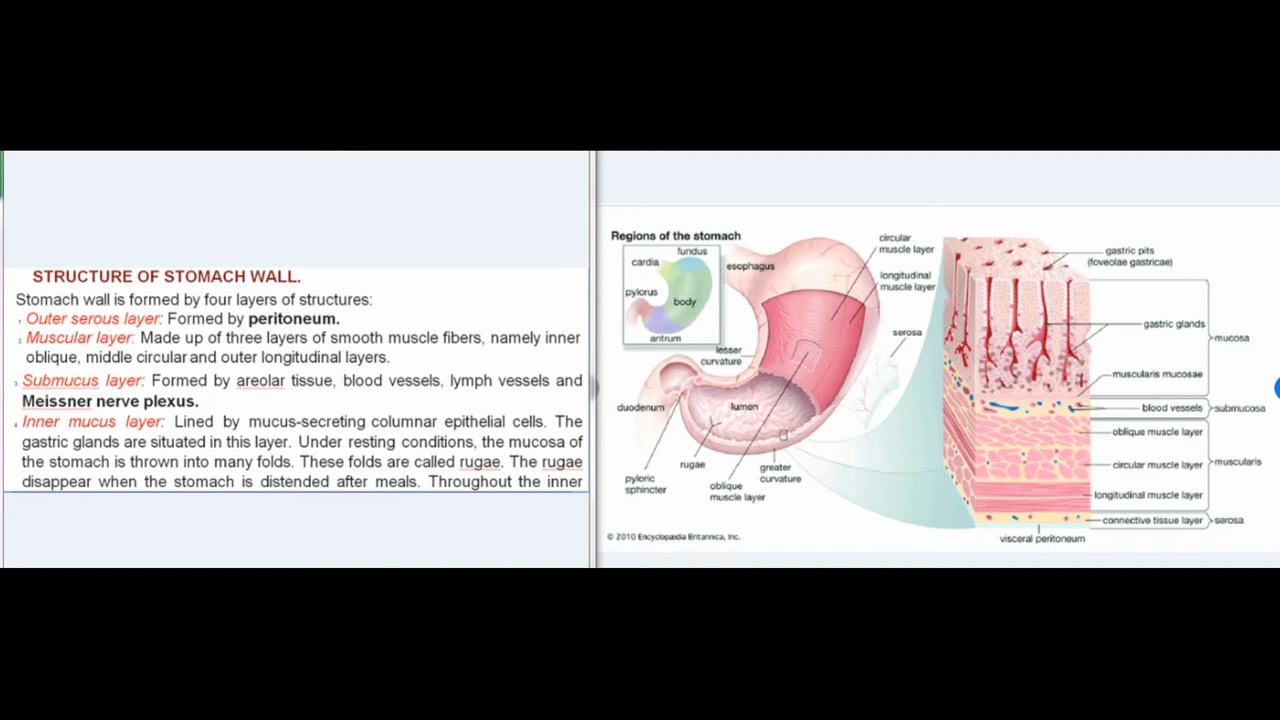 STRUCTURE OF STOMACH WALL.
Stomach wall is formed by four layers of structures:
1. Outer serous layer: Formed by peritoneum.
2. Muscular layer: Made up of three layers of smooth muscle fibers, namely inner
oblique, middle circular and outer longitudinal layers.
3. Submucus layer: Formed by areolar tissue, blood vessels, lymph vessels and
Meissner nerve plexus.
4. Inner mucus layer: Lined by mucus-secreting columnar epithelial cells. The
gastric glands are situated in this layer. Under resting conditions, the mucosa of
the stomach is thrown into many folds. These folds are called rugae. The rugae
disappear when the stomach is distended after meals. Throughout the inner
Regions of the stomach
fundus
cardia
pylorus
body
antrum
esophagus
circular
muscle layer
longitudinal
muscle layer
serosa
lesser
curvature
duodenum
lumen
rugae
pyloric
sphincter
oblique
muscle layer
greater
curvature
gastric pits
(foveolae gastricae)
gastric glands
mucosa
muscularis mucosae
blood vessels
submucosa
oblique muscle layer
circular muscle layer
muscularis
longitudinal muscle layer
connective tissue layer
serosa
visceral peritoneum
© 2010 Encyclopædia Britannica, Inc.